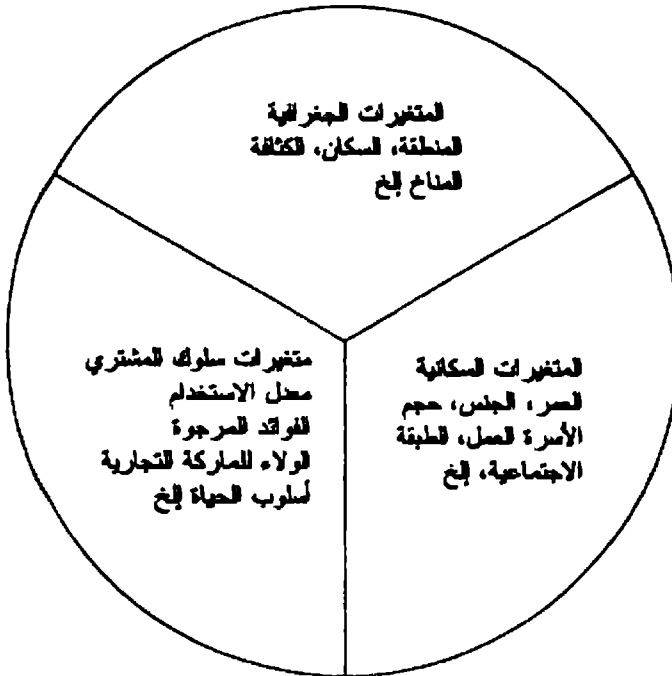 المتغيرات الجغرافية
المنطقة، السكان، الكثافة
المناخ إلخ
المتغيرات السكانية
العمر، الجنس، حجم
الأسرة العمل، الطبقة
الاجتماعية، إلخ
متغيرات سلوك المشتري
معدل الاستخدام
الفوائد المرجوة
الولاء للماركة التجارية
أسلوب الحياة إلخ